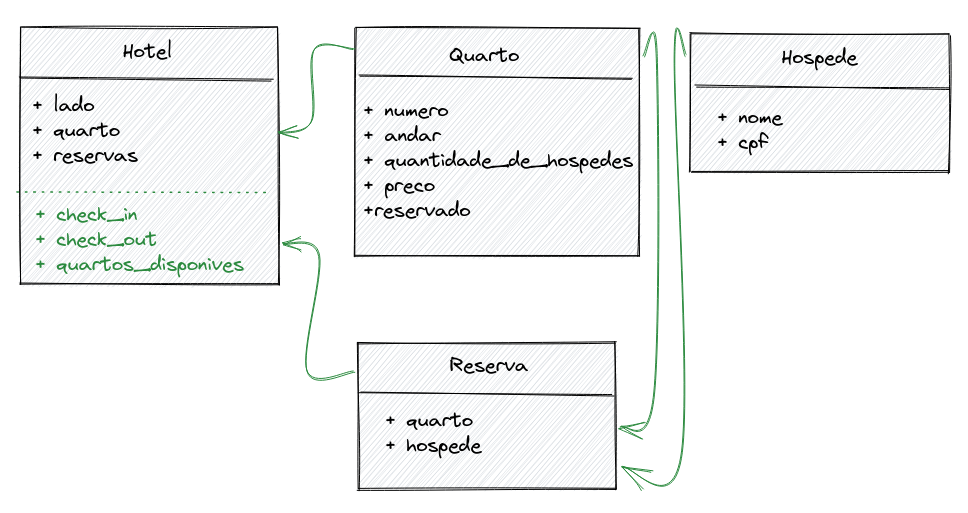 Hotel
+ lado
+ quarto
+ reservas
+ check_in
+ check_out
+ quartos_disponives
Quarto
+ numero
+ andar
+ quantidade_de_hospedes
+ preco
+reservado
Hospede
+ nome
+ cpf
Reserva
+ quarto
+ hospede